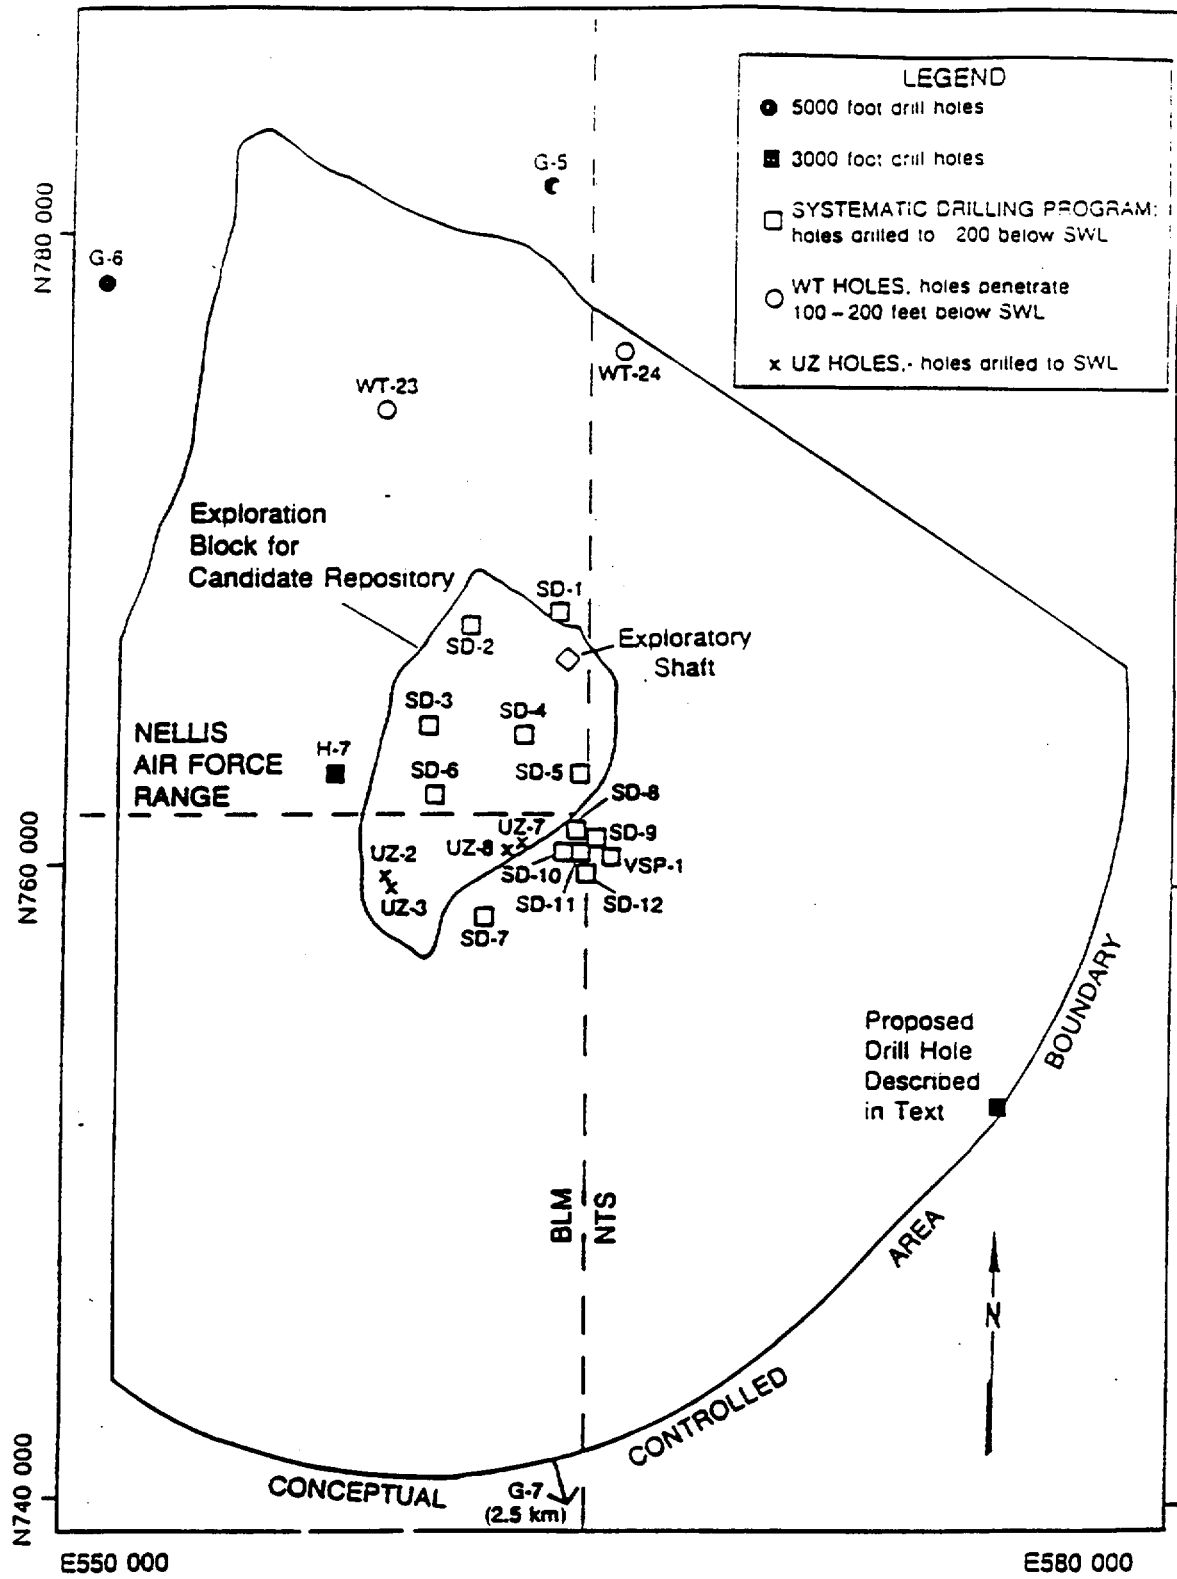 LEGEND
5000 foot drill holes
3000 foot drill holes
SYSTEMATIC DRILLING PROGRAM;
holes drilled to 200 below SWL
WT HOLES, holes penetrate
100-200 feet below SWL
UZ HOLES,- holes drilled to SWL
G-5
G-6
N780 000
WT-24
WT-23
Exploration
Block for
Candidate Repository
SD-1
SD-2
Exploratory
Shaft
SD-3
SD-4
NELLIS
AIR FORCE
RANGE
H-7
SD-6
SD-5
SD-8
UZ-7
SD-9
UZ-8
UZ-2
VSP-1
SD-10
N760 000
UZ-3
SD-11
SD-12
SD-7
Proposed
Drill Hole
Described
in Text
BOUNDARY
BLM
NTS
AREA
N
CONTROLLED
CONCEPTUAL
G-7
(2.5 km)
N740 000
E550 000
E580 000